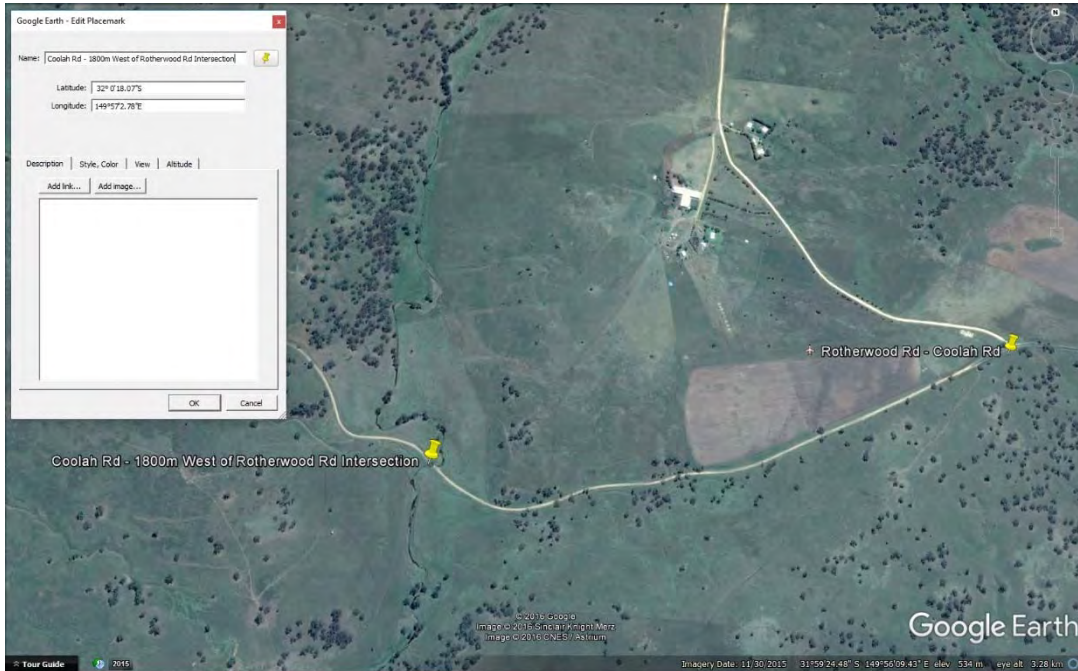 Google Earth - Edit Placemark
x
Name: Coolah Rd - 1800m West of Rotherwood Rd Intersection
Latitude: 32° 0'18.07"S
Longitude: 149°57'2.78"E
Description Style, Color View Altitude
Add link... Add image...
OK Cancel
N
Rotherwood Rd - Coolah Rd
Coolah Rd - 1800m West of Rotherwood Rd Intersection
© 2016 Google
Image © 2016 Sinclair Knight Merz
Image © 2016 CNES / Astrium
Google Earth
Tour Guide 2015 Imagery Date: 11/30/2015 31°59'24.48" S 149°56'09.43" E elev 534 m eye alt 3.28 km